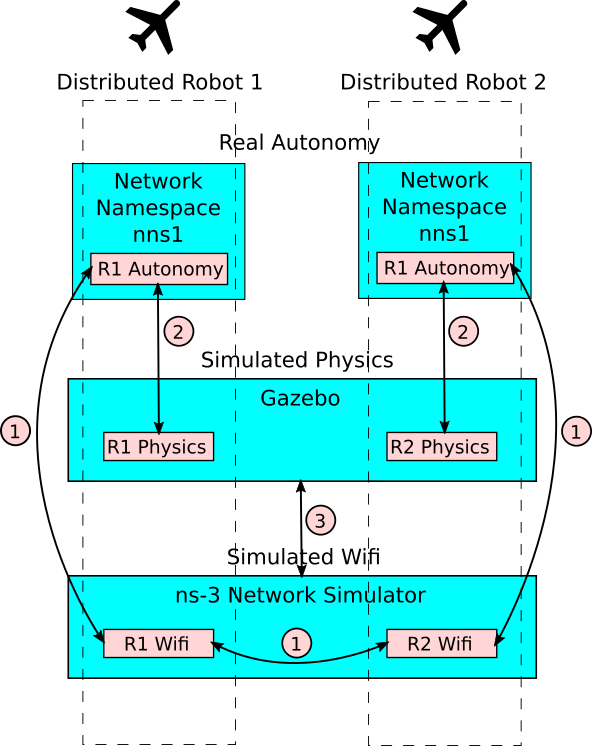 Distributed Robot 1
Distributed Robot 2
Real Autonomy
Network
Namespace
nns1
R1 Autonomy
Network
Namespace
nns1
R1 Autonomy
2
2
Simulated Physics
Gazebo
R1 Physics
R2 Physics
1
1
3
Simulated Wifi
ns-3 Network Simulator
R1 Wifi
1
R2 Wifi